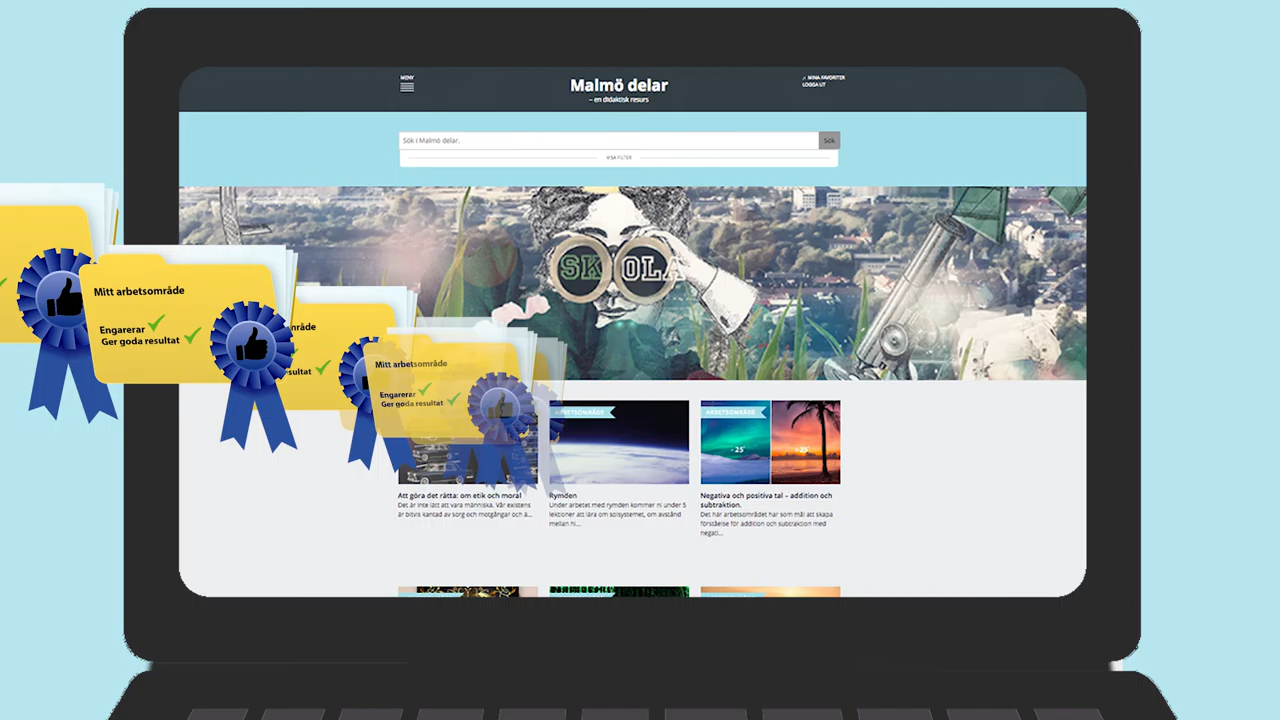 MENY
Malmö delar
– en didaktisk resurs
MINA FAVORITER
LOGGA UT
Sök i Malmö delar.
Sök
VISA FILTER
SKOLA
Mitt arbetsområde
Engarerar
Ger goda resultat
Mitt arbetsområde
Engarerar
Ger goda resultat
ARBETSOMRÅDE
ARBETSOMRÅDE
- 25°
Att göra det rätta: om etik och moral
Det är inte lätt att vara människa. Vår existens
är bitvis kantad av sorg och motgångar och ä...
Rymden
Under arbetet med rymden kommer ni under 5
lektioner att lära om solsystemet, om avstånd
mellan hi...
Negativa och positiva tal – addition och
subtraktion.
Det här arbetsområdet har som mål att skapa
förståelse för addition och subtraktion med
negati...